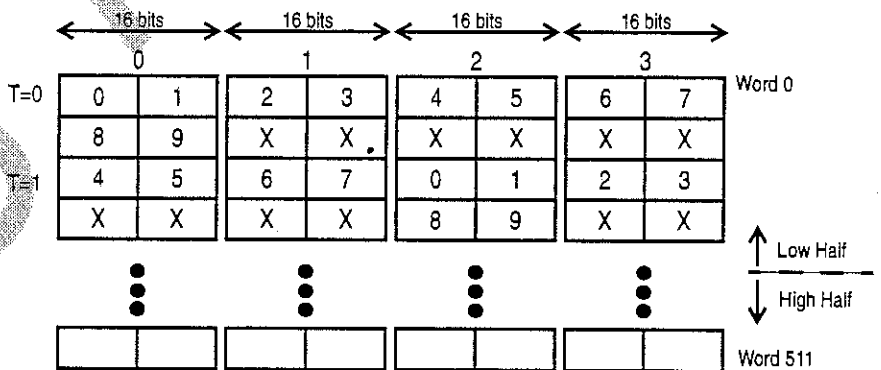 16 bits 16 bits 16 bits 16 bits
0 1 2 3
T=0 0 1 2 3 4 5 6 7 Word 0
8 9 X X X X X X
T=1 4 5 6 7 0 1 2 3
X X X X 8 9 X X
Low Half
High Half
Word 511